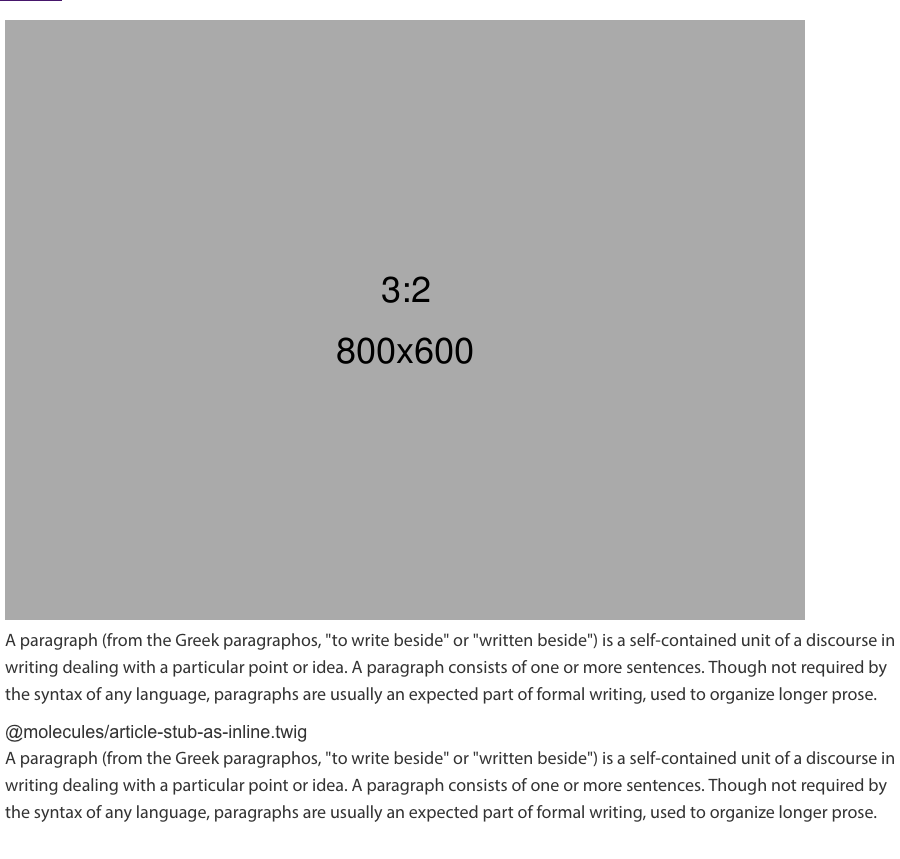 3:2
800x600
A paragraph (from the Greek paragraphos, "to write beside" or "written beside") is a self-contained unit of a discourse in
writing dealing with a particular point or idea. A paragraph consists of one or more sentences. Though not required by
the syntax of any language, paragraphs are usually an expected part of formal writing, used to organize longer prose.
@molecules/article-stub-as-inline.twig
A paragraph (from the Greek paragraphos, "to write beside" or "written beside") is a self-contained unit of a discourse in
writing dealing with a particular point or idea. A paragraph consists of one or more sentences. Though not required by
the syntax of any language, paragraphs are usually an expected part of formal writing, used to organize longer prose.